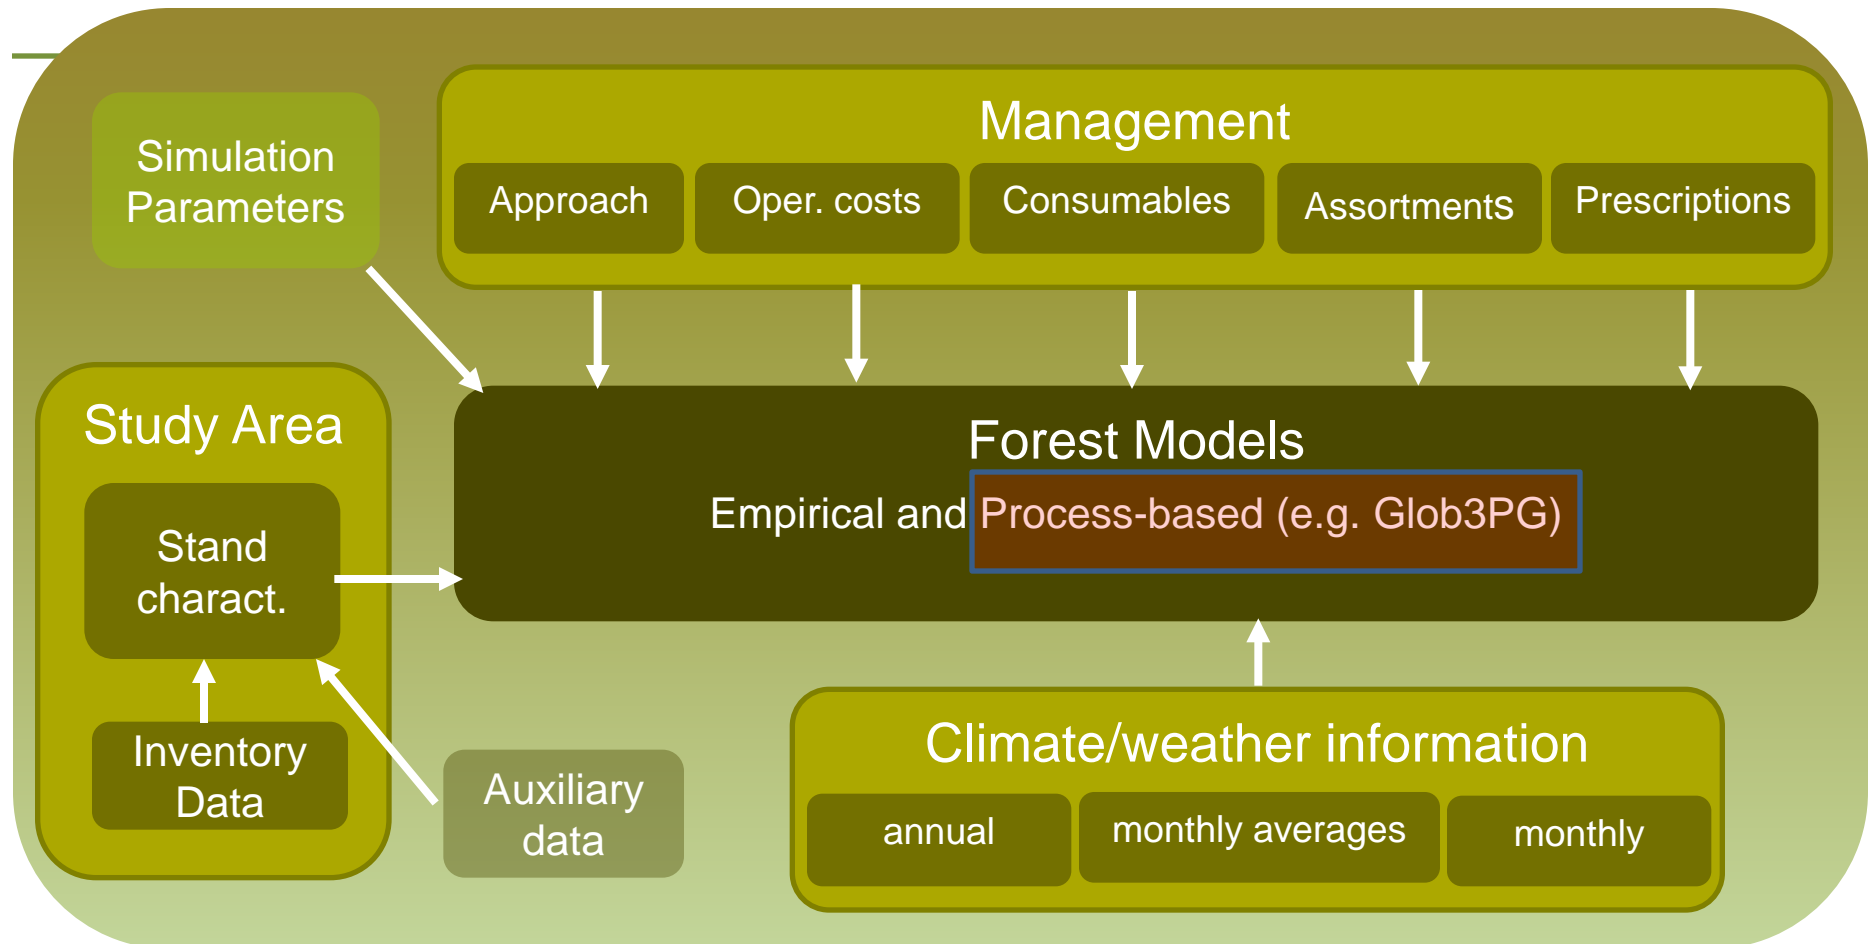 Management
Simulation
Parameters
Approach
Oper. costs
Consumables
Assortments
Prescriptions
Study Area
Forest Models
Empirical and Process-based (e.g. Glob3PG)
Stand
charact.
Inventory
Data
Auxiliary
data
Climate/weather information
annual
monthly averages
monthly